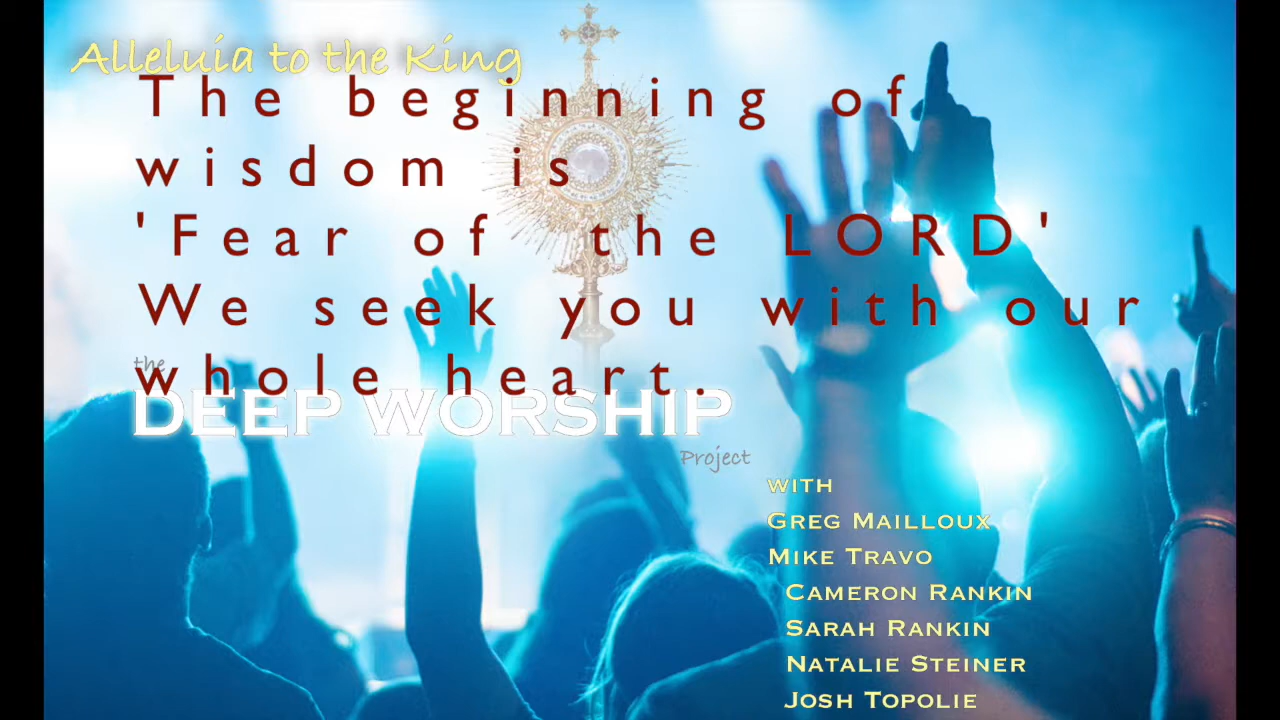 Alleluia to the King
The beginning of
wisdom is
'Fear of the LORD'
We seek you with our
whole heart.
the
DEEP WORSHIP
Project
WITH
GREG MAILLOUX
MIKE TRAVO
CAMERON RANKIN
SARAH RANKIN
NATALIE STEINER
JOSH TOPOLIE